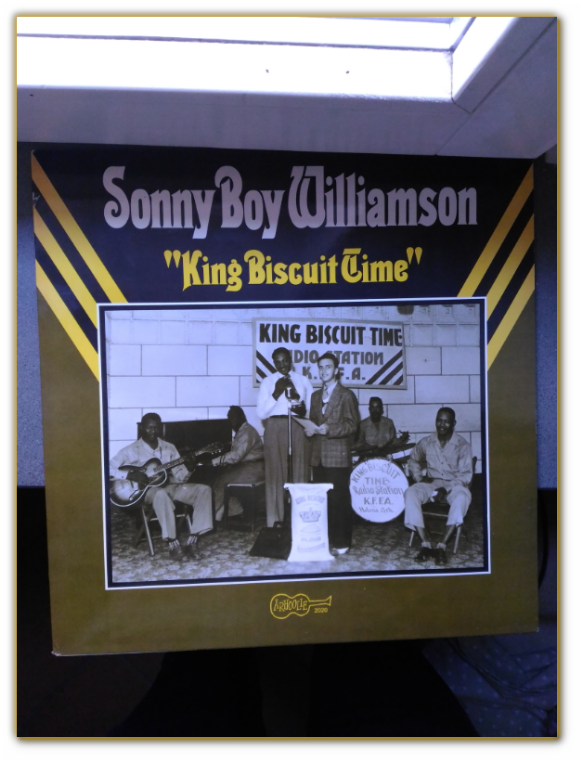 Sonny Boy Williamson
"King Biscuit Time"
KING BISCUIT TIME
RADIO STATION
K.F.F.A.
KING BISCUIT
TIME
Radio Station
K.F.F.A.
Helena, Ark.
ARHOOLIE
2020